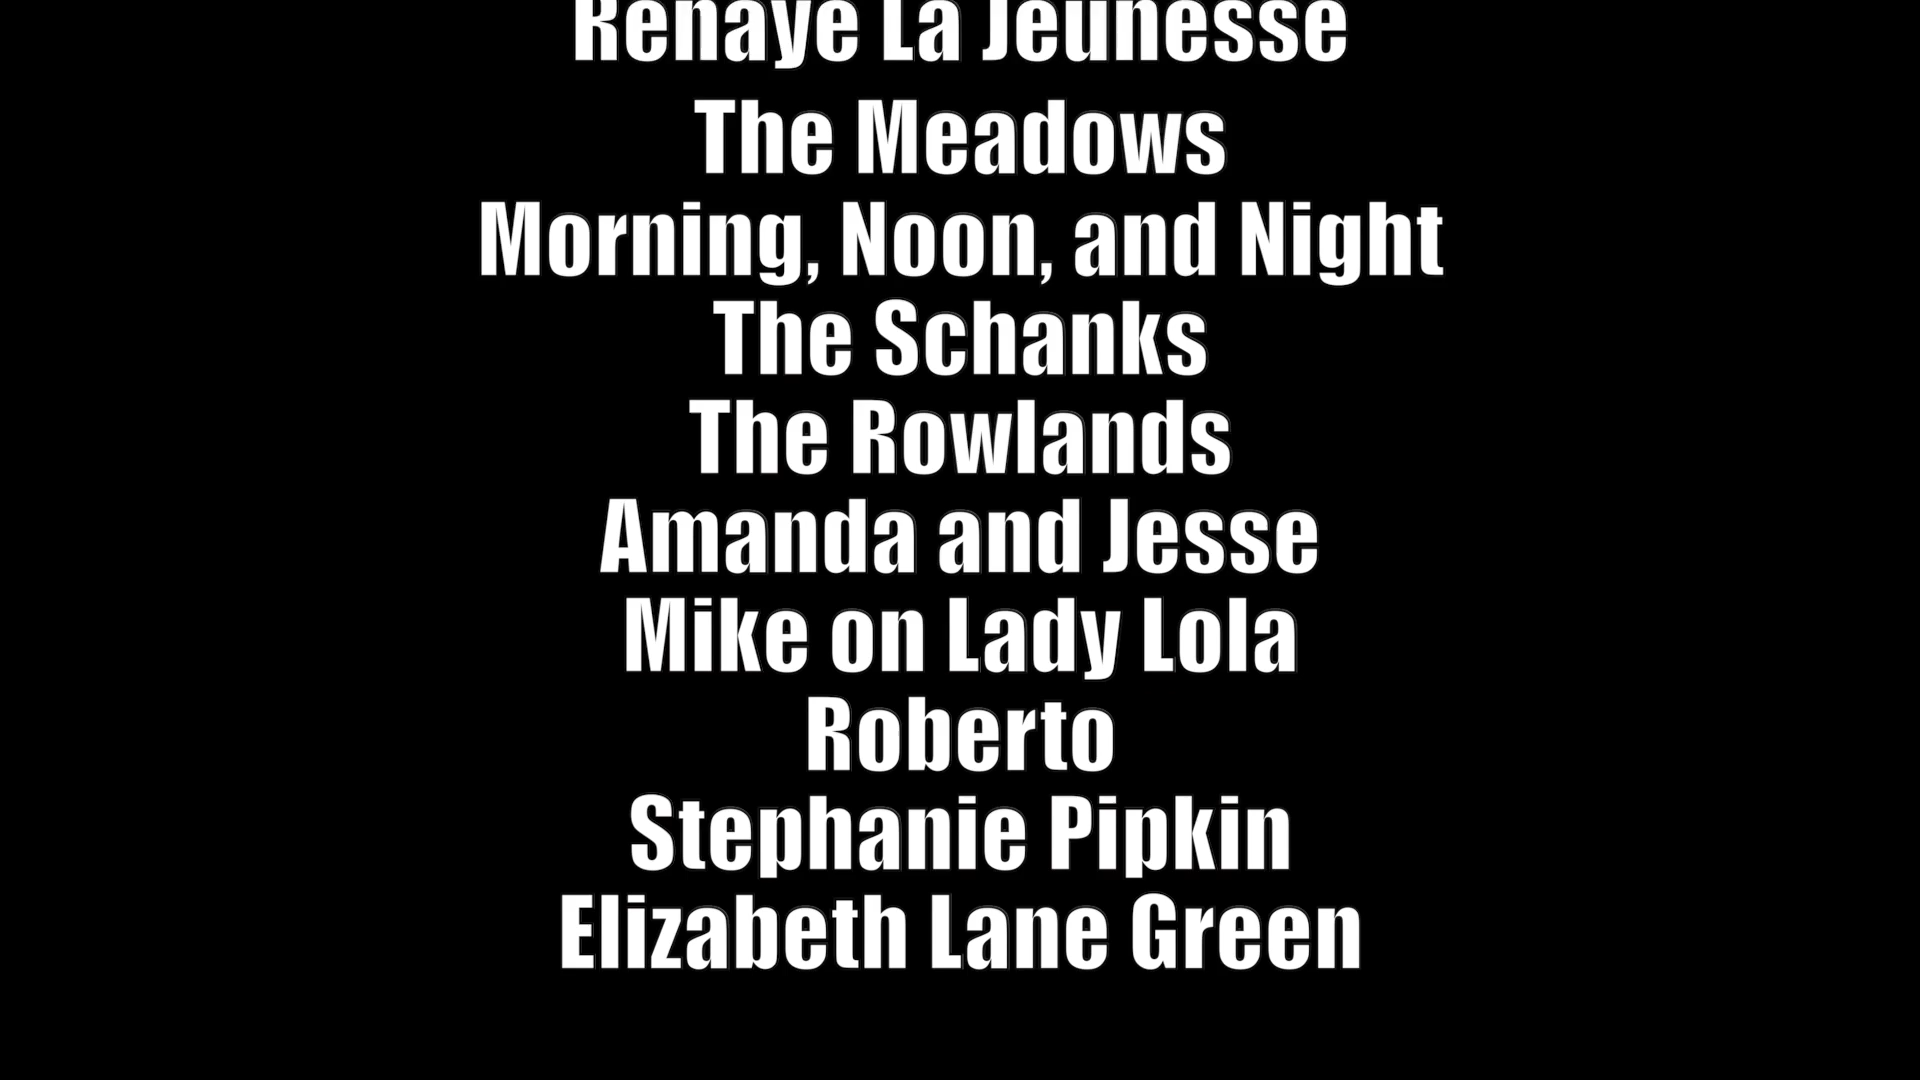 Renaye La Jeunesse
The Meadows
Morning, Noon, and Night
The Schanks
The Rowlands
Amanda and Jesse
Mike on Lady Lola
Roberto
Stephanie Pipkin
Elizabeth Lane Green